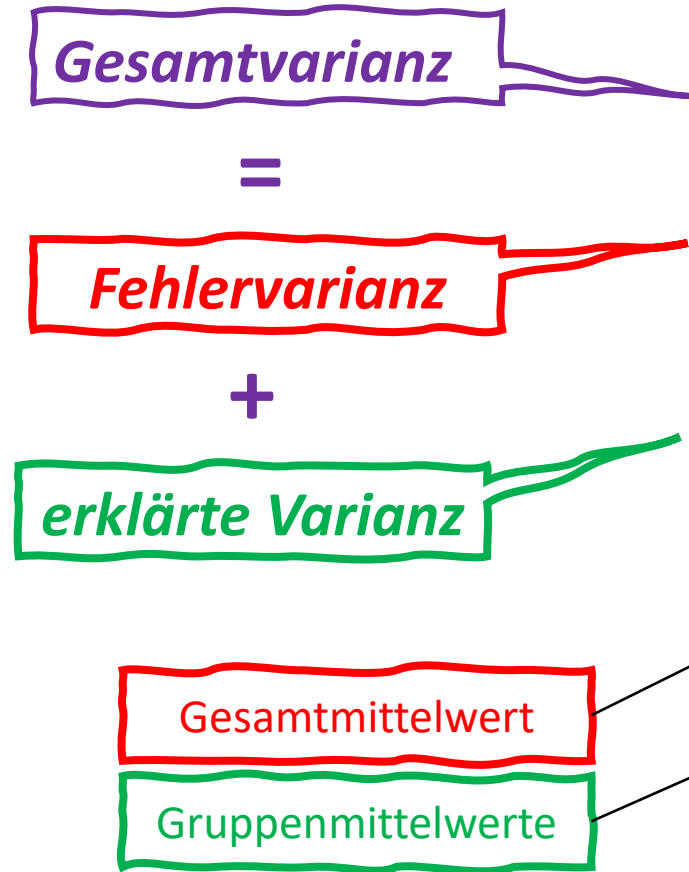 Gesamtvarianz
=
Fehlervarianz
+
erklärte Varianz
Gesamtmittelwert
Gruppenmittelwerte